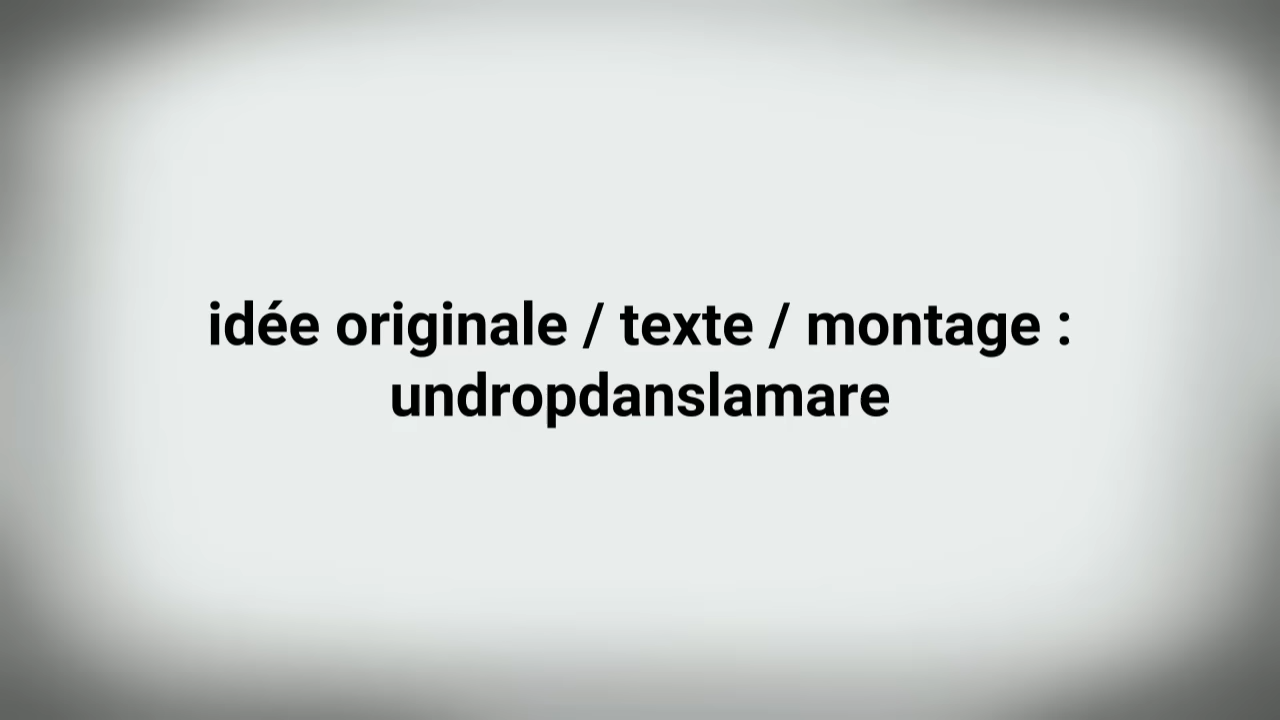 idée originale / texte / montage :
undropdanslamare